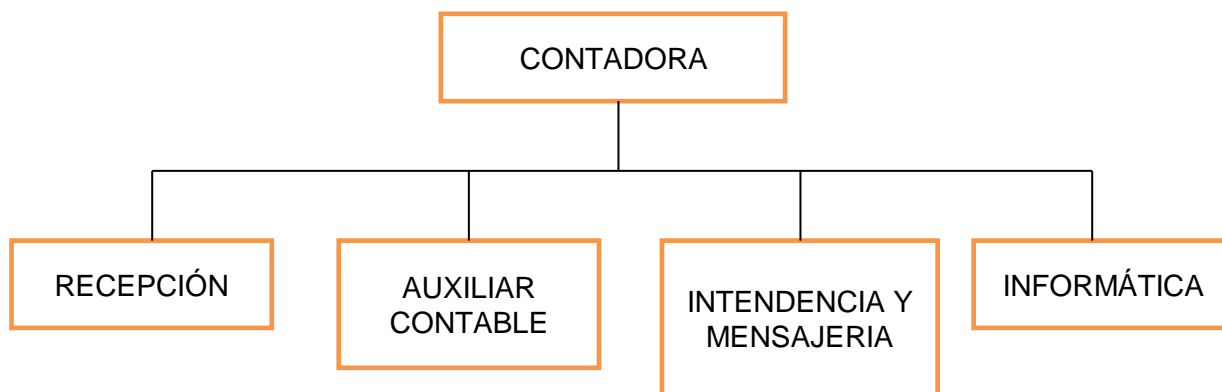 CONTADORA
RECEPCIÓN
AUXILIAR
CONTABLE
INTENDENCIA Y
MENSAJERIA
INFORMÁTICA